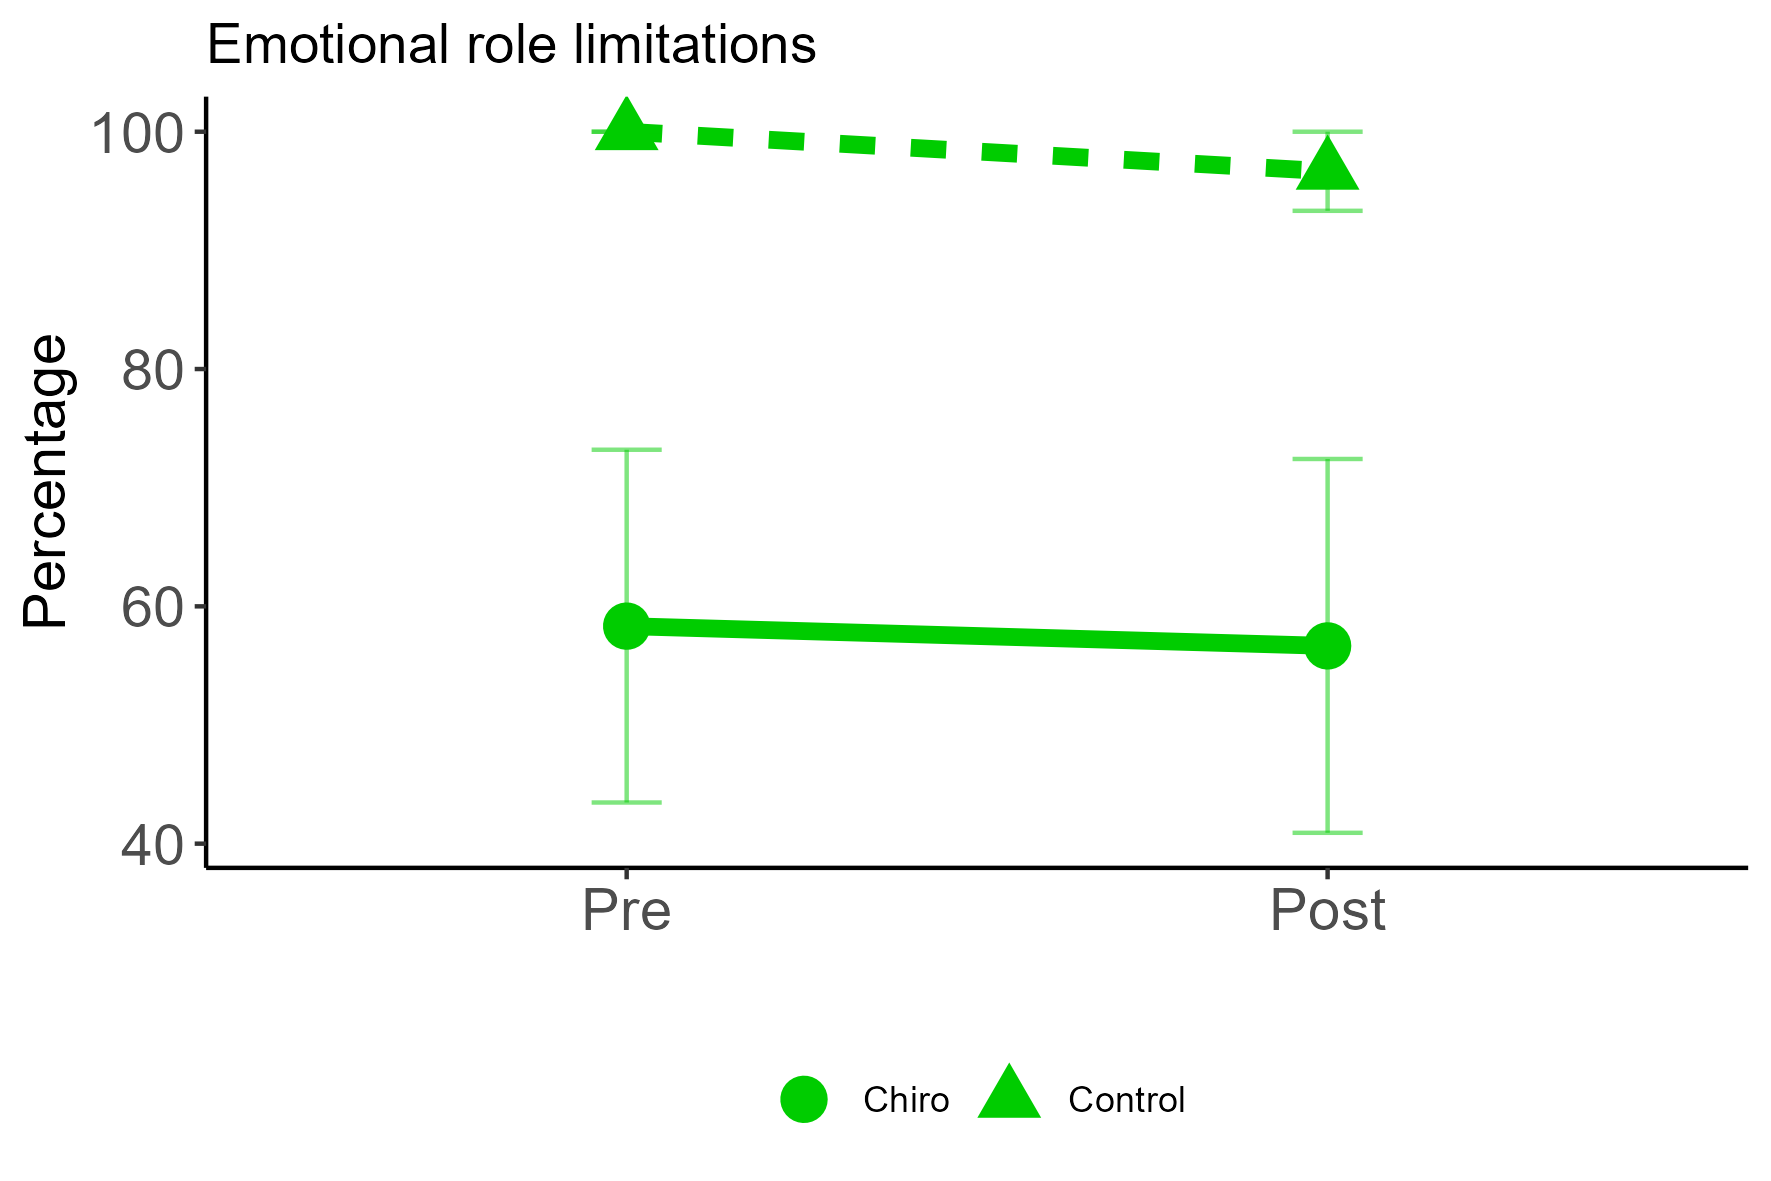 Emotional role limitations
Percentage
100
80
60
40
Pre Post
Chiro Control